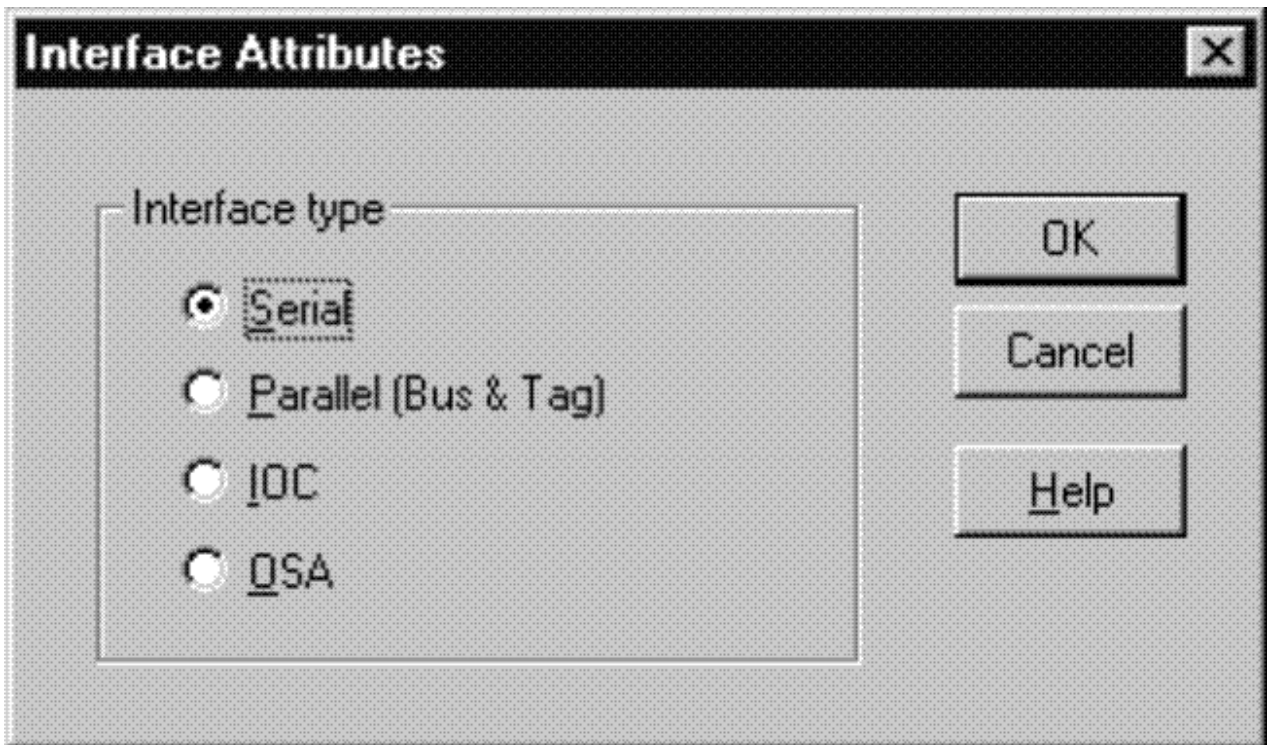 Interface Attributes
Interface type
Serial
Parallel (Bus & Tag)
IOC
OSA
OK
Cancel
Help